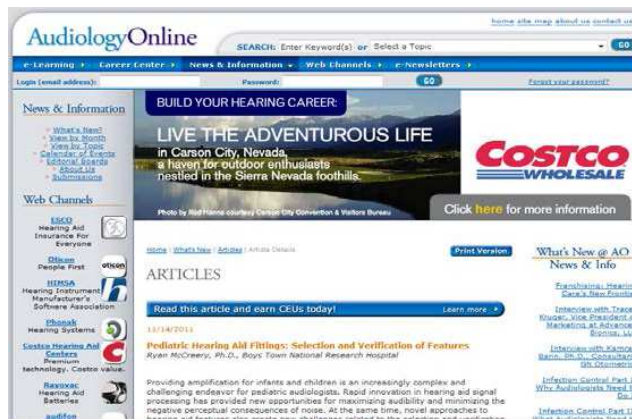 home site map about us contact us
AudiologyOnline
SEARCH: Enter Keyword(s) or Select a Topic GO
e-Learning Career Center News & Information Web Channels e-Newsletters
Login (email address): Password: GO Forgot your password?
News & Information
What's New?
View by Month
View by Topic
Calendar of Events
Editorial Boards
About Us
Submissions
Web Channels
ESCO
Hearing Aid
Insurance For
Everyone
Oticon
People First
oticon
HIMSA
Hearing Instrument
Manufacturer's
Software Association
Phonak
Hearing Systems
Costco Hearing Aid
Centers
Premium
technology. Costco value.
Rayovac
Hearing Aid
Batteries
audifon
BUILD YOUR HEARING CAREER:
LIVE THE ADVENTUROUS LIFE
in Carson City, Nevada,
a haven for outdoor enthusiasts
nestled in the Sierra Nevada foothills.
Photo by Red Hanns courtesy Carson City Convention & Visitors Bureau
COSTCO
WHOLESALE
Click here for more information
Home | What's New | Articles | Article Details
Print Version
ARTICLES
Read this article and earn CEUs today! Learn more
11/14/2011
Pediatric Hearing Aid Fittings: Selection and Verification of Features
Ryan McCreery, Ph.D., Boys Town National Research Hospital
Providing amplification for infants and children is an increasingly complex and
challenging endeavor for pediatric audiologists. Rapid innovation in hearing aid signal
processing has provided new opportunities for maximizing audibility and minimizing the
negative perceptual consequences of noise. At the same time, novel approaches to
What's New @ AO
News & Info
Franchising: Hearing
Care's New Frontier
Interview with Trace
Kruger, Vice President
Marketing at Advance
Interview with
Ph.D., Consultant
GN Otometric
Infection Control Part
Why Audiologists Need
Infection Control Part